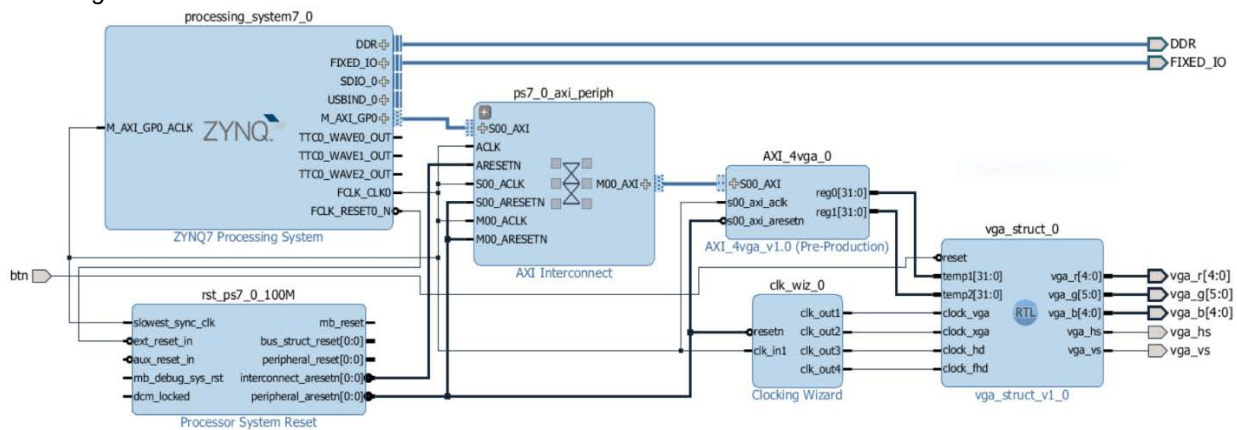 processing_system7_0
DDR
FIXED_IO
SDIO_0
USBIND_0
M_AXI_GP0
M_AXI_GP0_ACLK
ZYNQ
TTC0_WAVE0_OUT
TTC0_WAVE1_OUT
TTC0_WAVE2_OUT
FCLK_CLK0
FCLK_RESET0_N
ZYNQ7 Processing System
DDR
FIXED_IO
ps7_0_axi_periph
S00_AXI
ACLK
ARESETN
S00_ACLK
S00_ARESETN
M00_ACLK
M00_ARESETN
M00_AXI
AXI Interconnect
AXI_4vga_0
S00_AXI
s00_axi_aclk
s00_axi_aresetn
reg0[31:0]
reg1[31:0]
AXI_4vga_v1.0 (Pre-Production)
btn
rst_ps7_0_100M
slowest_sync_clk
ext_reset_in
aux_reset_in
mb_debug_sys_rst
dcm_locked
mb_reset
bus_struct_reset[0:0]
peripheral_reset[0:0]
interconnect_aresetn[0:0]
peripheral_aresetn[0:0]
Processor System Reset
clk_wiz_0
resetn
clk_in1
clk_out1
clk_out2
clk_out3
clk_out4
Clocking Wizard
vga_struct_0
reset
temp1[31:0]
temp2[31:0]
clock_vga
clock_xga
clock_hd
clock_fhd
RTL
vga_r[4:0]
vga_g[5:0]
vga_b[4:0]
vga_hs
vga_vs
vga_struct_v1_0
vga_r[4:0]
vga_g[5:0]
vga_b[4:0]
vga_hs
vga_vs